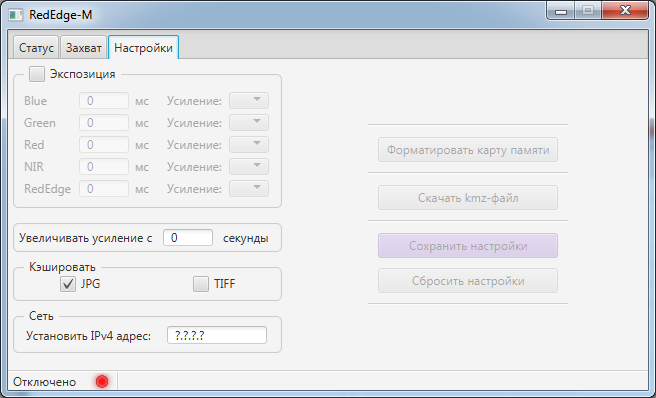 RedEdge-M
Статус Захват Настройки
Экспозиция
Blue 0 мс Усиление:
Green 0 мс Усиление:
Red 0 мс Усиление:
NIR 0 мс Усиление:
RedEdge 0 мс Усиление:
Увеличивать усиление с 0 секунды
Кэшировать
JPG TIFF
Сеть
Установить IPv4 адрес: ?.?.?.?
Форматировать карту памяти
Скачать kmz-файл
Сохранить настройки
Сбросить настройки
Отключено